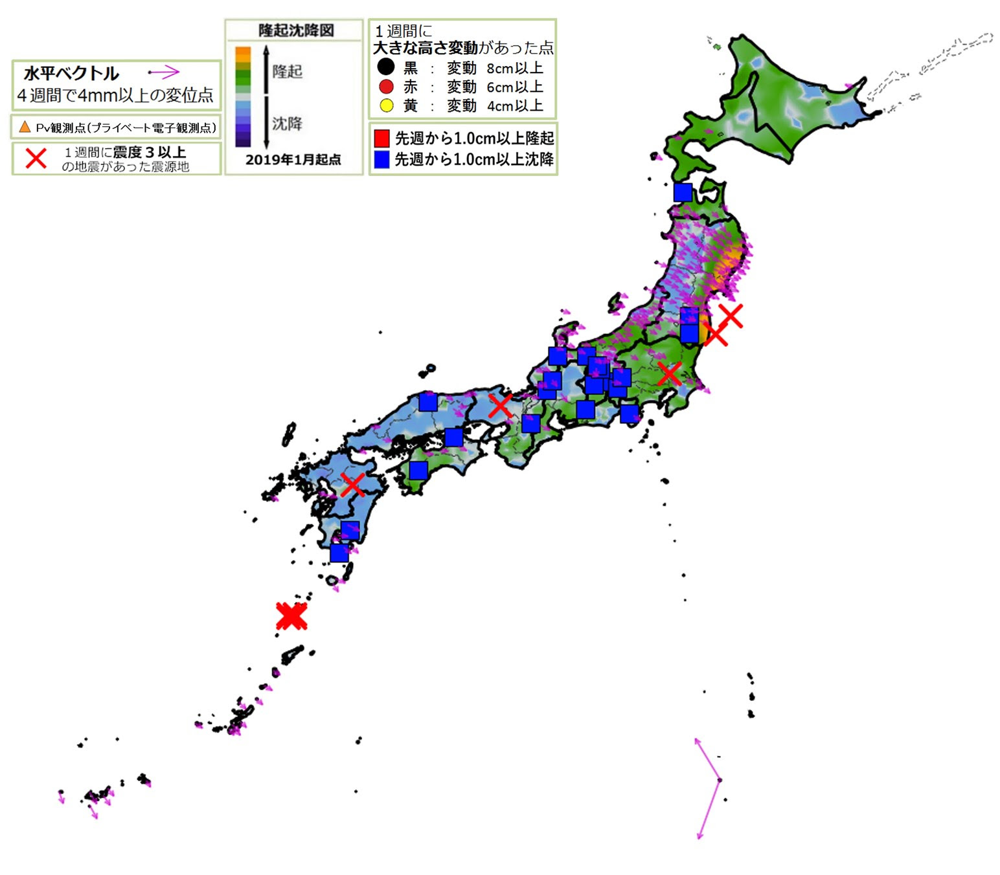 水平ベクトル
４週間で4mm以上の変位点
Pv観測点(プライベート電子観測点)
１週間に震度３以上
の地震があった震源地
隆起沈降図
隆起
沈降
2019年1月起点
１週間に
大きな高さ変動があった点
黒 ： 変動 8cm以上
赤 ： 変動 6cm以上
黄 ： 変動 4cm以上
先週から1.0cm以上隆起
先週から1.0cm以上沈降